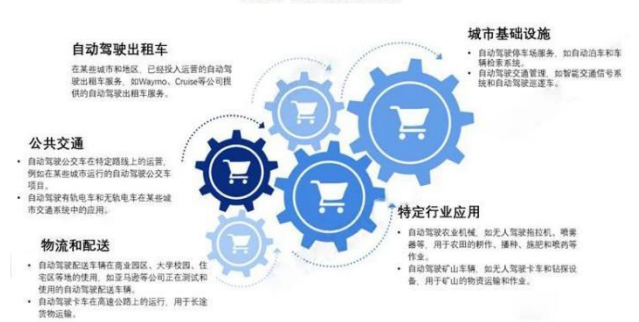 自动驾驶出租车
在某些城市和地区，已经投入运营的自动驾
驶出租车服务，如Waymo、Cruise等公司提
供的自动驾驶出租车服务。
公共交通
• 自动驾驶公交车在特定路线上的运营，
例如在某些城市运行的自动驾驶公交车
项目。
• 自动驾驶有轨电车和无轨电车在某些城
市交通系统中的应用。
物流和配送
• 自动驾驶配送车辆在商业园区、大学校园、住
宅区等地的使用，如亚马逊等公司正在测试和
使用的自动驾驶配送车辆。
• 自动驾驶卡车在高速公路上的运行，用于长途
货物运输。
城市基础设施
• 自动驾驶停车场服务，如自动泊车和车
辆检索系统。
• 自动驾驶交通管理，如智能交通信号系
统和自动驾驶巡逻车。
特定行业应用
• 自动驾驶农业机械，如无人驾驶拖拉机、喷雾
器等，用于农田的耕作、播种、施肥和喷药等
作业。
• 自动驾驶矿山车辆，如无人驾驶卡车和钻探设
备，用于矿山的物资运输和作业。